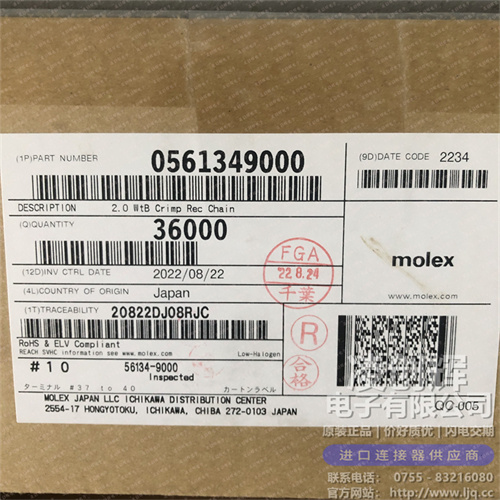 (1P)PART NUMBER 0561349000
(9D)DATE CODE 2234
DESCRIPTION 2.0 WtB Crimp Rec Chain
(Q)QUANTITY 36000
(12D)INV CTRL DATE 2022/08/22
(4L)COUNTRY OF ORIGIN Japan
FGA
22.8.24
千葉
molex
www.molex.com
(1T)TRACEABILITY 20822DJ08RJC
R
合格
RoHS & ELV Compliant
REACH SVHC information see www.molex.com Low-Halogen
#10 56134-9000
Inspected
ターミナル #37 to 40 カートンラベル
MOLEX JAPAN LLC ICHIKAWA DISTRIBUTION CENTER
2554-17 HONGYOTOKU, ICHIKAWA, CHIBA 272-0103 JAPAN
QQ-005
电子有限公司
原装正品 | 价好质优 | 闪电交期
进口连接器供应商
联系电话: 0755 - 83216080
官方网站: http://www.ljq.cc